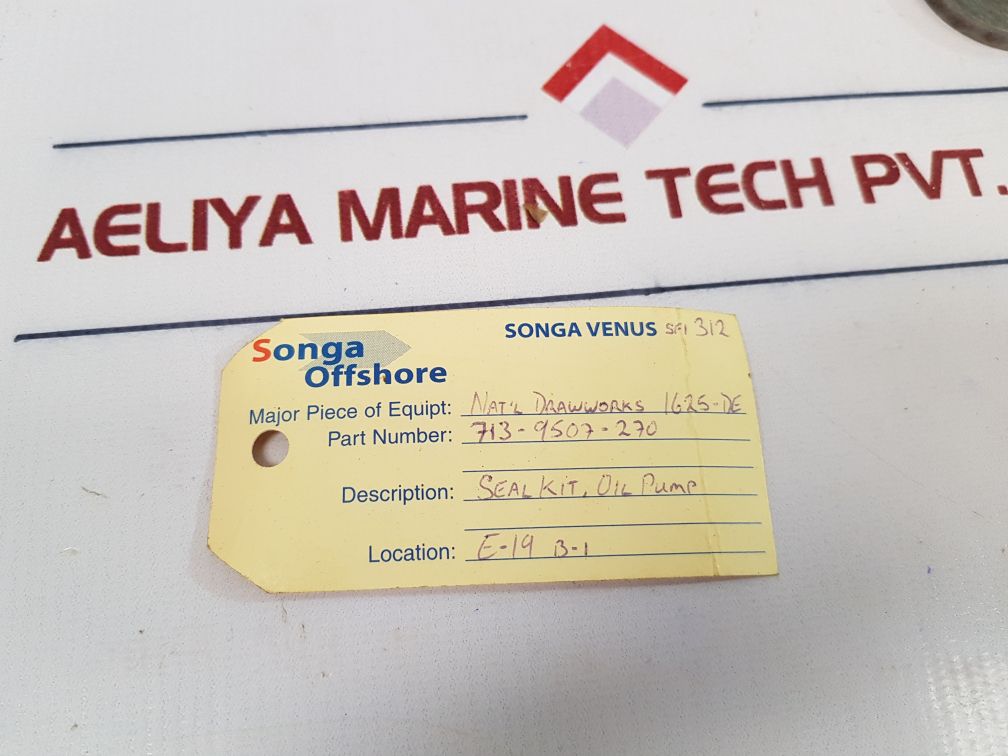 AELIYA MARINE TECH PVT.
Songa
Offshore
SONGA VENUS SFI 312
Major Piece of Equipt: NAT'L DRAWWORKS 1625-DE
Part Number: 713-9507-270
Description: SEAL KIT, OIL PUMP
Location: E-19 B-1